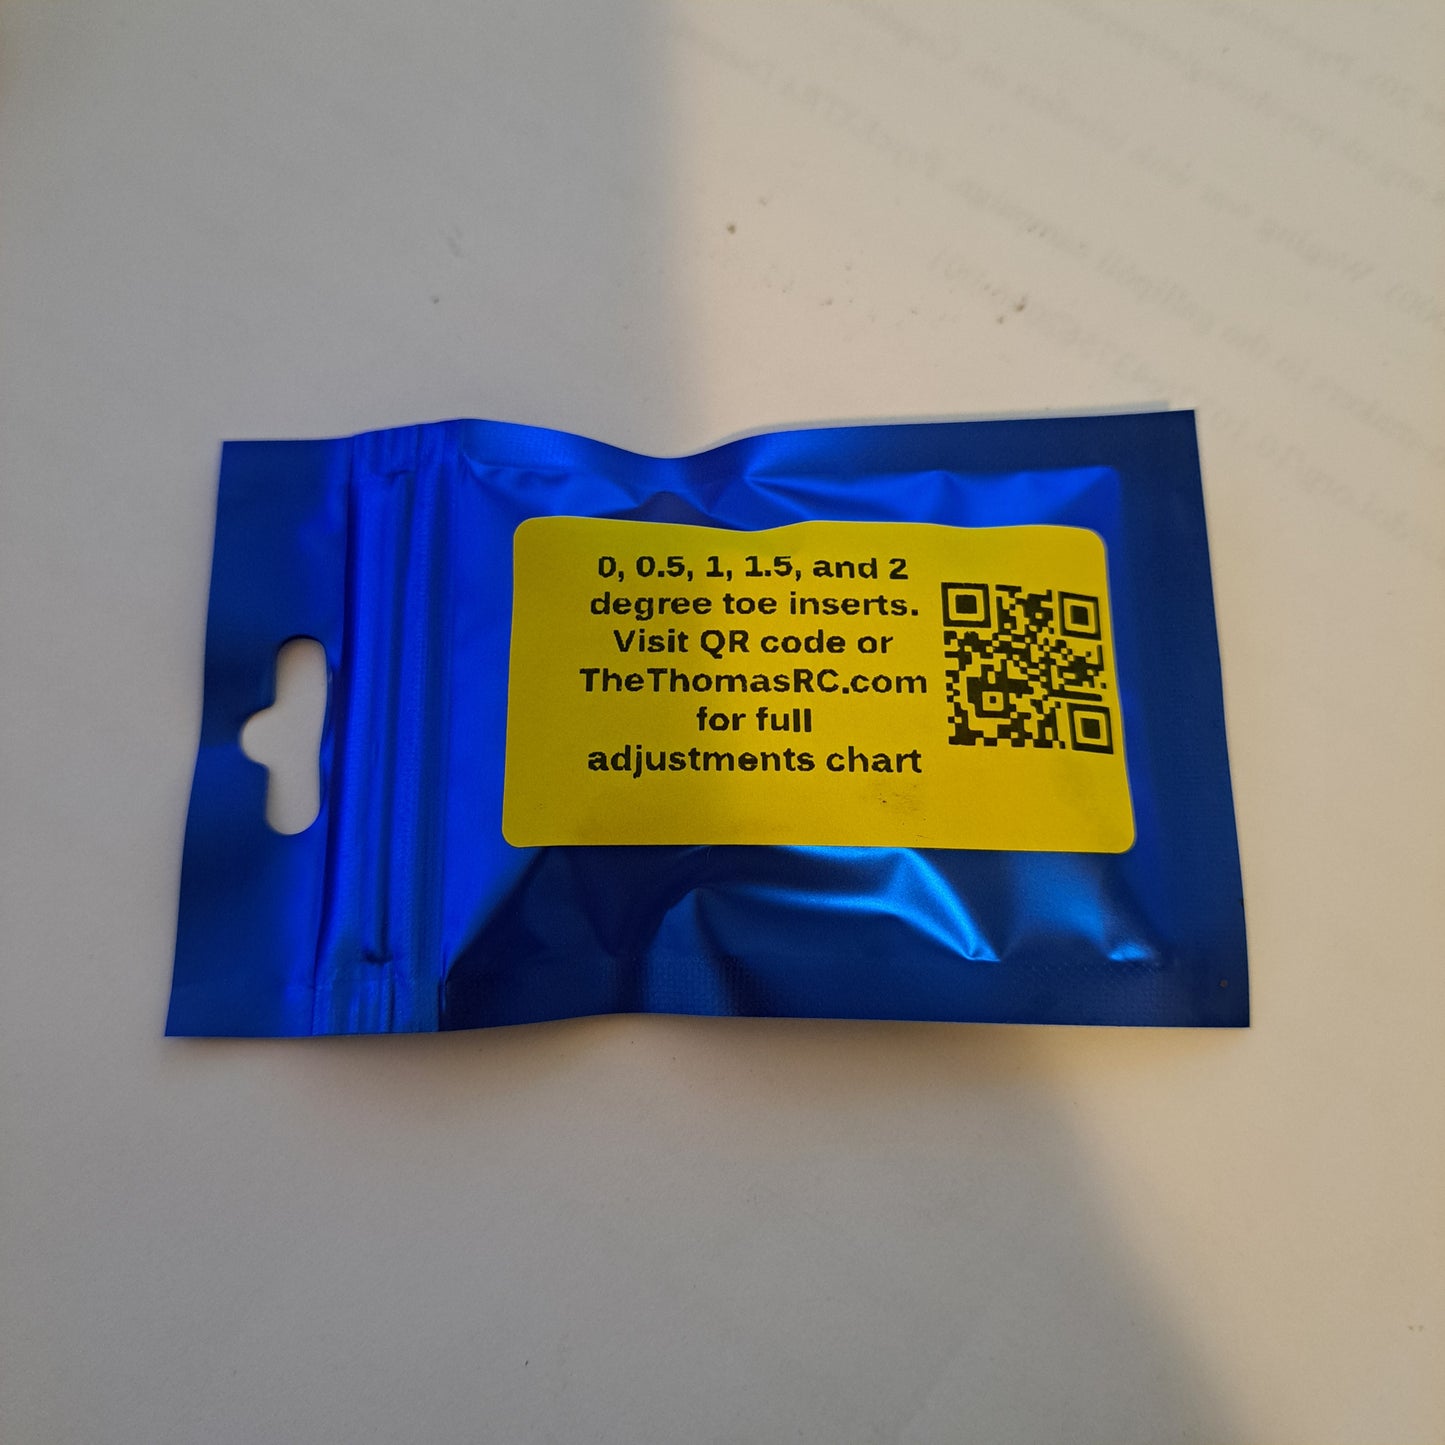 0, 0.5, 1, 1.5, and 2
degree toe inserts.
Visit QR code or
TheThomasRC.com
for full
adjustments chart